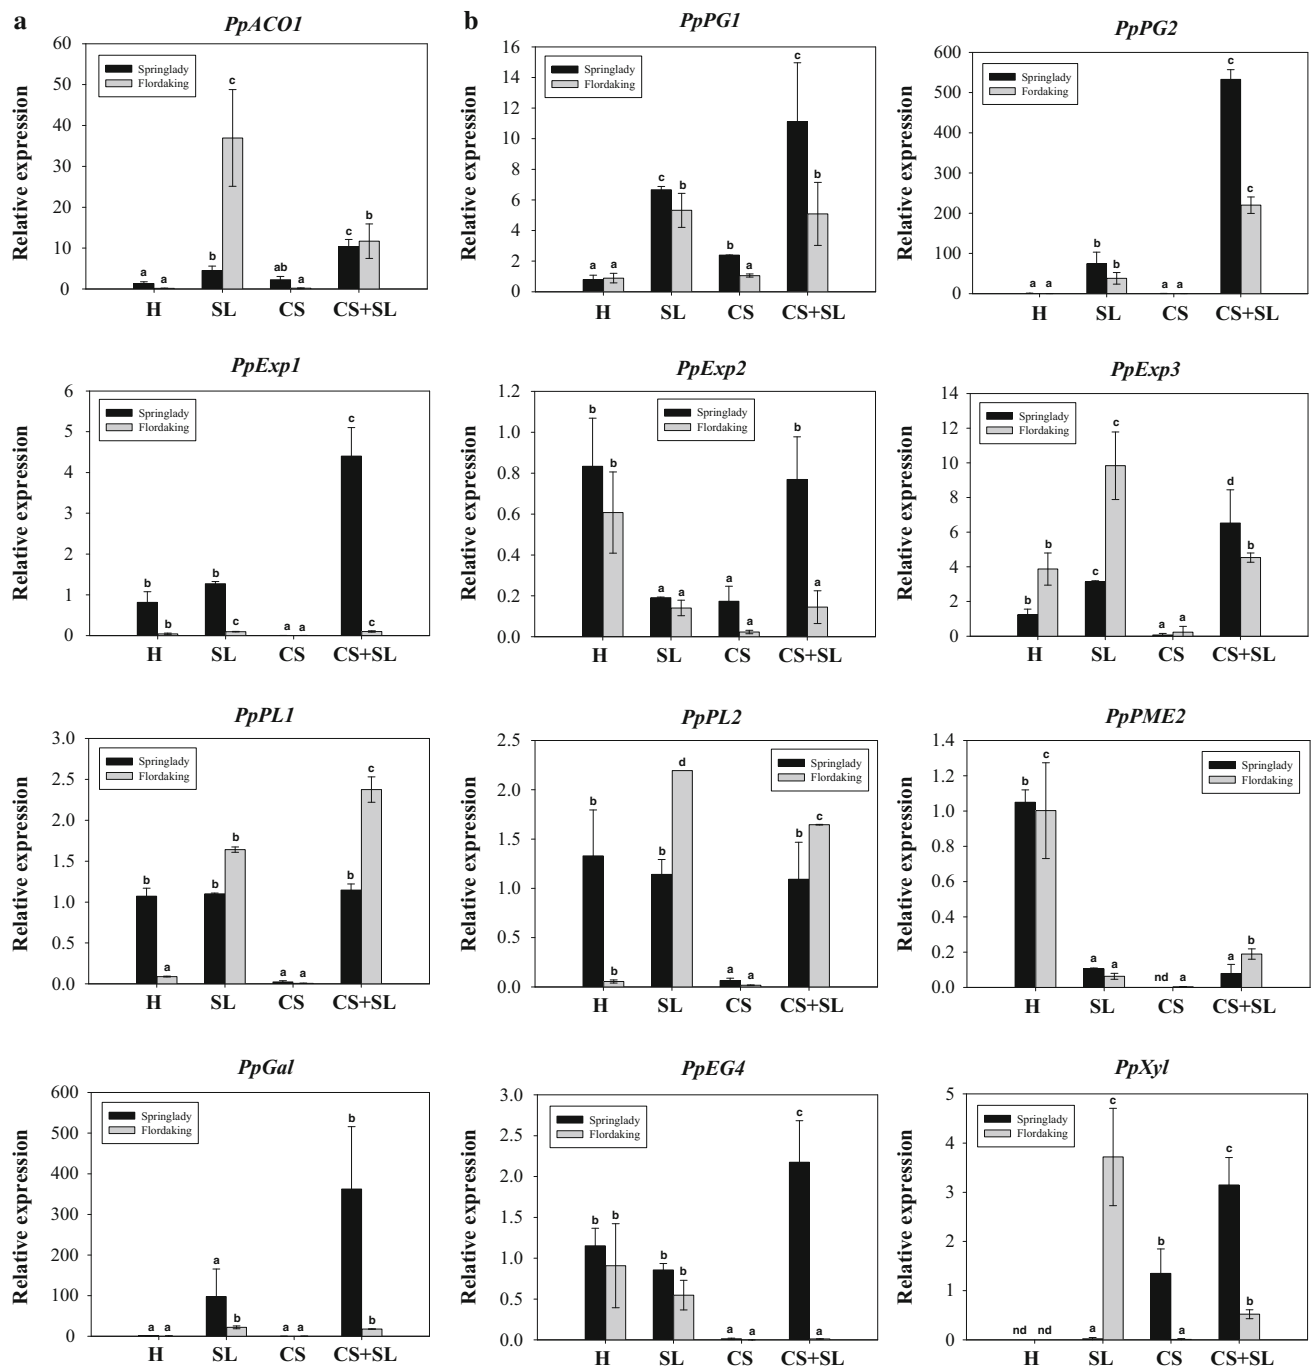 a
PpACO1
60
50
40
30
20
10
0
Relative expression
Springlady
Flordaking
a a b c ab a c b
H SL CS CS+SL
b
PpPG1
16
14
12
10
8
6
4
2
0
Relative expression
Springlady
Flordaking
a a c b b a c b
H SL CS CS+SL
PpPG2
600
500
400
300
200
100
0
Relative expression
Springlady
Fordaking
a a b b a a c c
H SL CS CS+SL
PpExp1
6
5
4
3
2
1
0
Relative expression
Springlady
Flordaking
b b b c a a c c
H SL CS CS+SL
PpExp2
1.2
1.0
0.8
0.6
0.4
0.2
0.0
Relative expression
Springlady
Flordaking
b b a a a a b a
H SL CS CS+SL
PpExp3
14
12
10
8
6
4
2
0
Relative expression
Springlady
Flordaking
b b c c a a d b
H SL CS CS+SL
PpPL1
3.0
2.5
2.0
1.5
1.0
0.5
0.0
Relative expression
Springlady
Flordaking
b a b b a a b c
H SL CS CS+SL
PpPL2
2.5
2.0
1.5
1.0
0.5
0.0
Relative expression
Springlady
Flordaking
b b b d a a b c
H SL CS CS+SL
PpPME2
1.4
1.2
1.0
0.8
0.6
0.4
0.2
0.0
Relative expression
Springlady
Flordaking
b c a a nd a a b
H SL CS CS+SL
PpGal
600
500
400
300
200
100
0
Relative expression
Springlady
Flordaking
a a a b a a b b
H SL CS CS+SL
PpEG4
3.0
2.5
2.0
1.5
1.0
0.5
0.0
Relative expression
Springlady
Flordaking
b b b b a a c a
H SL CS CS+SL
PpXyl
5
4
3
2
1
0
Relative expression
Springlady
Flordaking
nd nd a c b a c b
H SL CS CS+SL